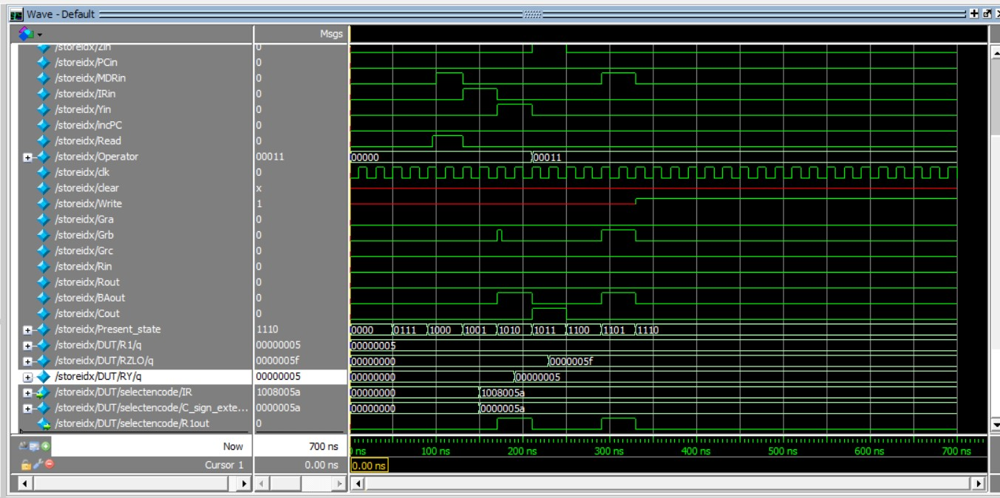 Wave - Default
Msgs
/storeidx/Zin 0
/storeidx/PCin 0
/storeidx/MDRin 0
/storeidx/IRin 0
/storeidx/Yin 0
/storeidx/incPC 0
/storeidx/Read 0
/storeidx/Operator 00011 00000 00011
/storeidx/clk 0
/storeidx/clear x
/storeidx/Write 1
/storeidx/Gra 0
/storeidx/Grb 0
/storeidx/Grc 0
/storeidx/Rin 0
/storeidx/Rout 0
/storeidx/BAout 0
/storeidx/Cout 0
/storeidx/Present_state 1110 0000 0111 1000 1001 1010 1011 1100 1101 1110
/storeidx/DUT/R1/q 00000005 00000005
/storeidx/DUT/RZLO/q 0000005f 00000000 0000005f
/storeidx/DUT/RY/q 00000005 00000000 00000005
/storeidx/DUT/selectencode/IR 1008005a 00000000 1008005a
/storeidx/DUT/selectencode/C_sign_exte... 0000005a 00000000 0000005a
/storeidx/DUT/selectencode/R1out 0
Now 700 ns ns 100 ns 200 ns 300 ns 400 ns 500 ns 600 ns 700 ns
Cursor 1 0.00 ns 0.00 ns